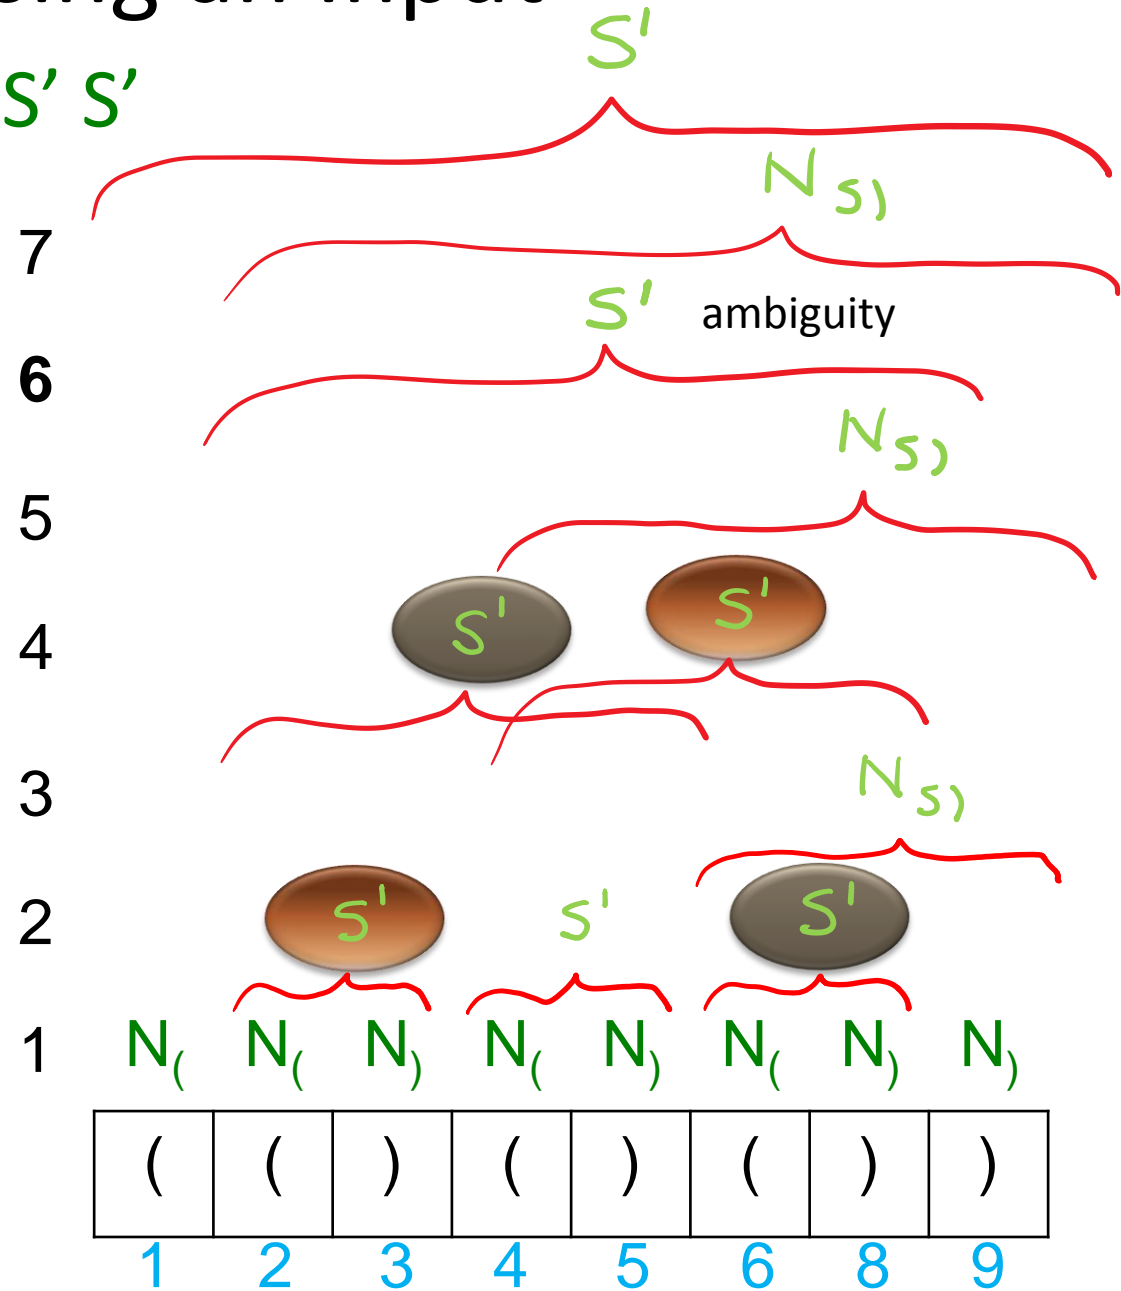 S'
S' S'
N S)
7
S' ambiguity
6
N S)
5
S' S'
4
N S)
3
S' S' S'
2
1 N( N( N) N( N) N( N) N)
( ( ) ( ) ( ) )
1 2 3 4 5 6 8 9